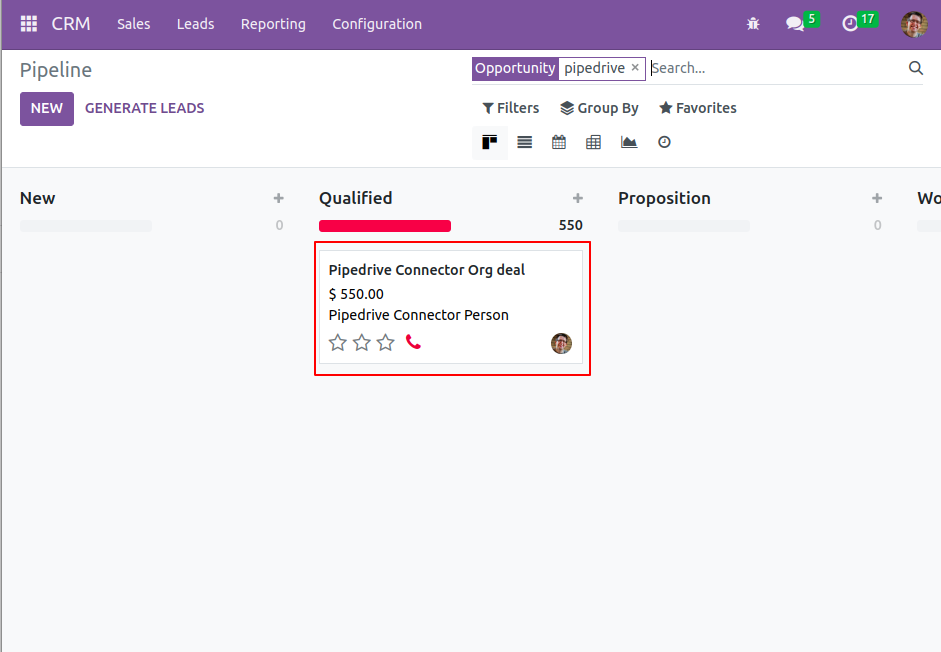 CRM Sales Leads Reporting Configuration 5 17
Pipeline
Opportunity pipedrive × Search...
NEW GENERATE LEADS
Filters Group By Favorites
New +
0
Qualified +
550
Pipedrive Connector Org deal
$ 550.00
Pipedrive Connector Person
Proposition +
0
Wo